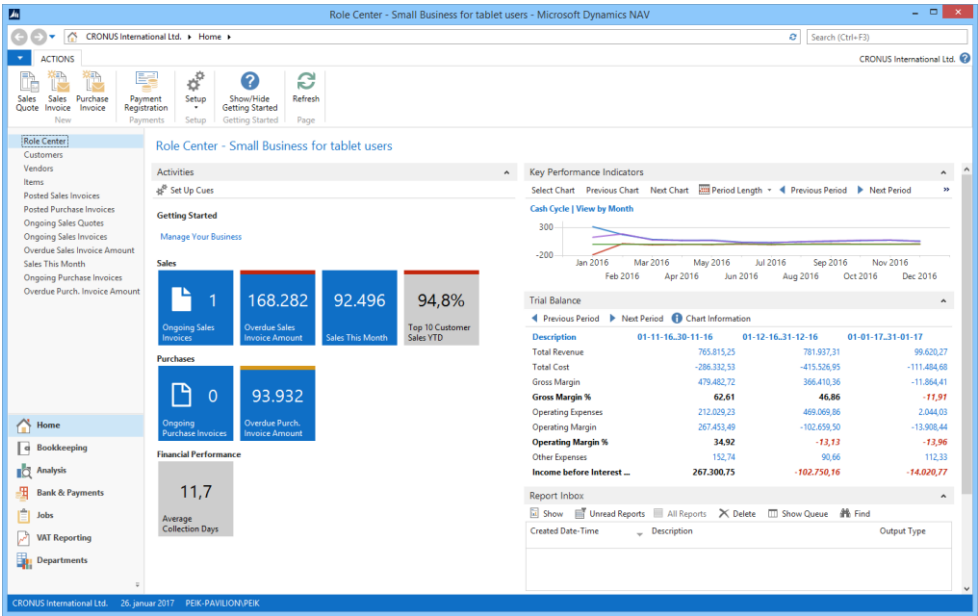 Role Center - Small Business for tablet users - Microsoft Dynamics NAV
CRONUS International Ltd. Home
Search (Ctrl+F3)
ACTIONS
CRONUS International Ltd.
Sales Quote
Sales Invoice
Purchase Invoice
Payment Registration
Setup
Show/Hide Getting Started
Refresh
New
Payments
Setup
Getting Started
Page
Role Center
Customers
Vendors
Items
Posted Sales Invoices
Posted Purchase Invoices
Ongoing Sales Quotes
Ongoing Sales Invoices
Overdue Sales Invoice Amount
Sales This Month
Ongoing Purchase Invoices
Overdue Purch. Invoice Amount
Home
Bookkeeping
Analysis
Bank & Payments
Jobs
VAT Reporting
Departments
Role Center - Small Business for tablet users
Activities
Set Up Cues
Getting Started
Manage Your Business
Sales
1
Ongoing Sales
Invoices
168.282
Overdue Sales
Invoice Amount
92.496
Sales This Month
94,8%
Top 10 Customer
Sales YTD
Purchases
0
Ongoing
Purchase Invoices
93.932
Overdue Purch.
Invoice Amount
Financial Performance
11,7
Average
Collection Days
Key Performance Indicators
Select Chart Previous Chart Next Chart Period Length Previous Period Next Period »
Cash Cycle | View by Month
300
-200
Jan 2016 Mar 2016 May 2016 Jul 2016 Sep 2016 Nov 2016
Feb 2016 Apr 2016 Jun 2016 Aug 2016 Oct 2016 Dec 2016
Trial Balance
Previous Period Next Period Chart Information
Description 01-11-16..30-11-16 01-12-16..31-12-16 01-01-17..31-01-17
Total Revenue 765.815,25 781.937,31 99.620,27
Total Cost -286.332,53 -415.526,95 -111.484,68
Gross Margin 479.482,72 366.410,36 -11.864,41
Gross Margin % 62,61 46,86 -11,91
Operating Expenses 212.029,23 469.069,86 2.044,03
Operating Margin 267.453,49 -102.659,50 -13.908,44
Operating Margin % 34,92 -13,13 -13,96
Other Expenses 152,74 90,66 112,33
Income before Interest ... 267.300,75 -102.750,16 -14.020,77
Report Inbox
Show Unread Reports All Reports Delete Show Queue Find
Created Date-Time Description Output Type
CRONUS International Ltd. 26. januar 2017 PEIK-PAVILION\PEIK